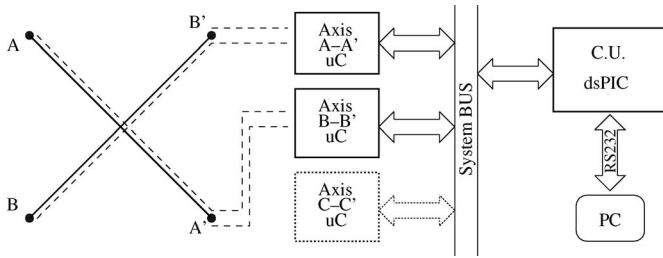 A
B'
B
A'
Axis
A–A'
uC
Axis
B–B'
uC
Axis
C–C'
uC
System BUS
C.U.
dsPIC
RS232
PC